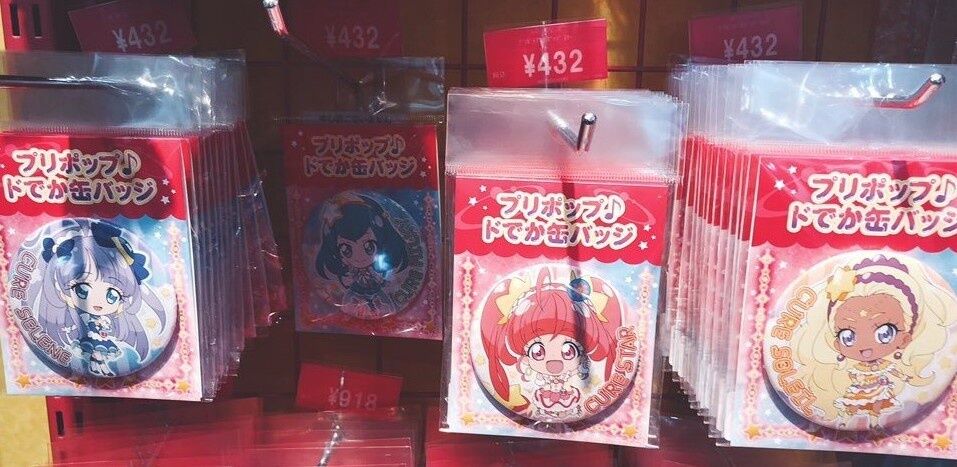 ¥432
¥432
¥432
¥432
プリポップ♪
ドでか缶バッジ
CURE SELENE
プリポップ♪
ドでか缶バッジ
CURE
プリポップ♪
ドでか缶バッジ
CURE STAR
プリポップ♪
ドでか缶バッジ
CURE SOLEIL
¥918